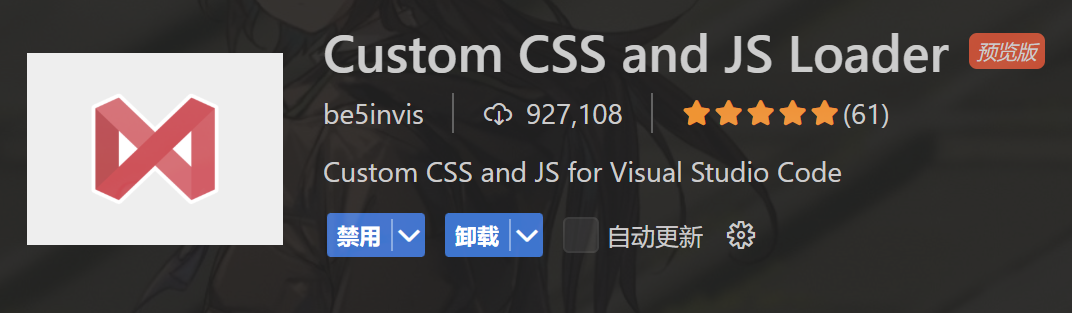 Custom CSS and JS Loader 预览版
be5invis 927,108 (61)
Custom CSS and JS for Visual Studio Code
禁用 卸载 自动更新